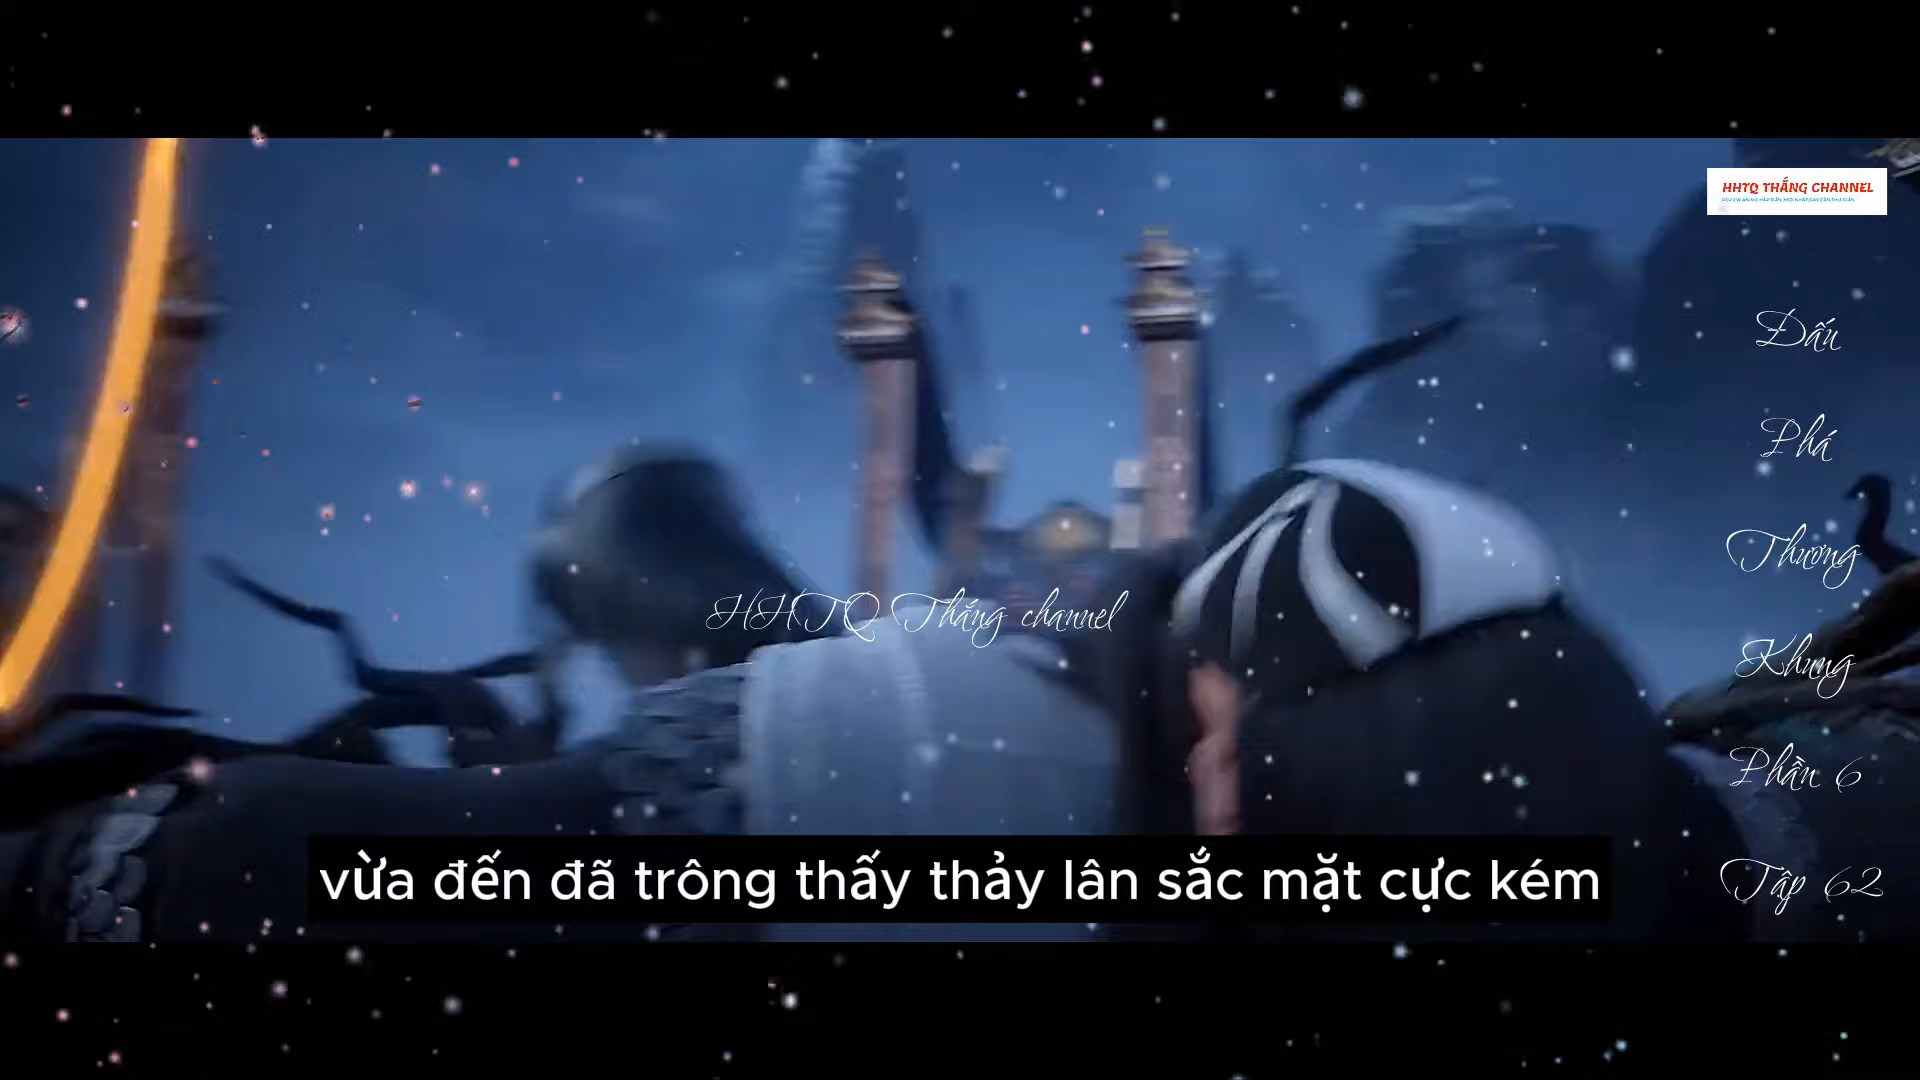 HHTQ THẮNG CHANNEL
Đấu
Phá
Thương
Khung
Phần 6
Tập 62
HHTQ Thắng channel
vừa đến đã trông thấy thảy lân sắc mặt cực kém